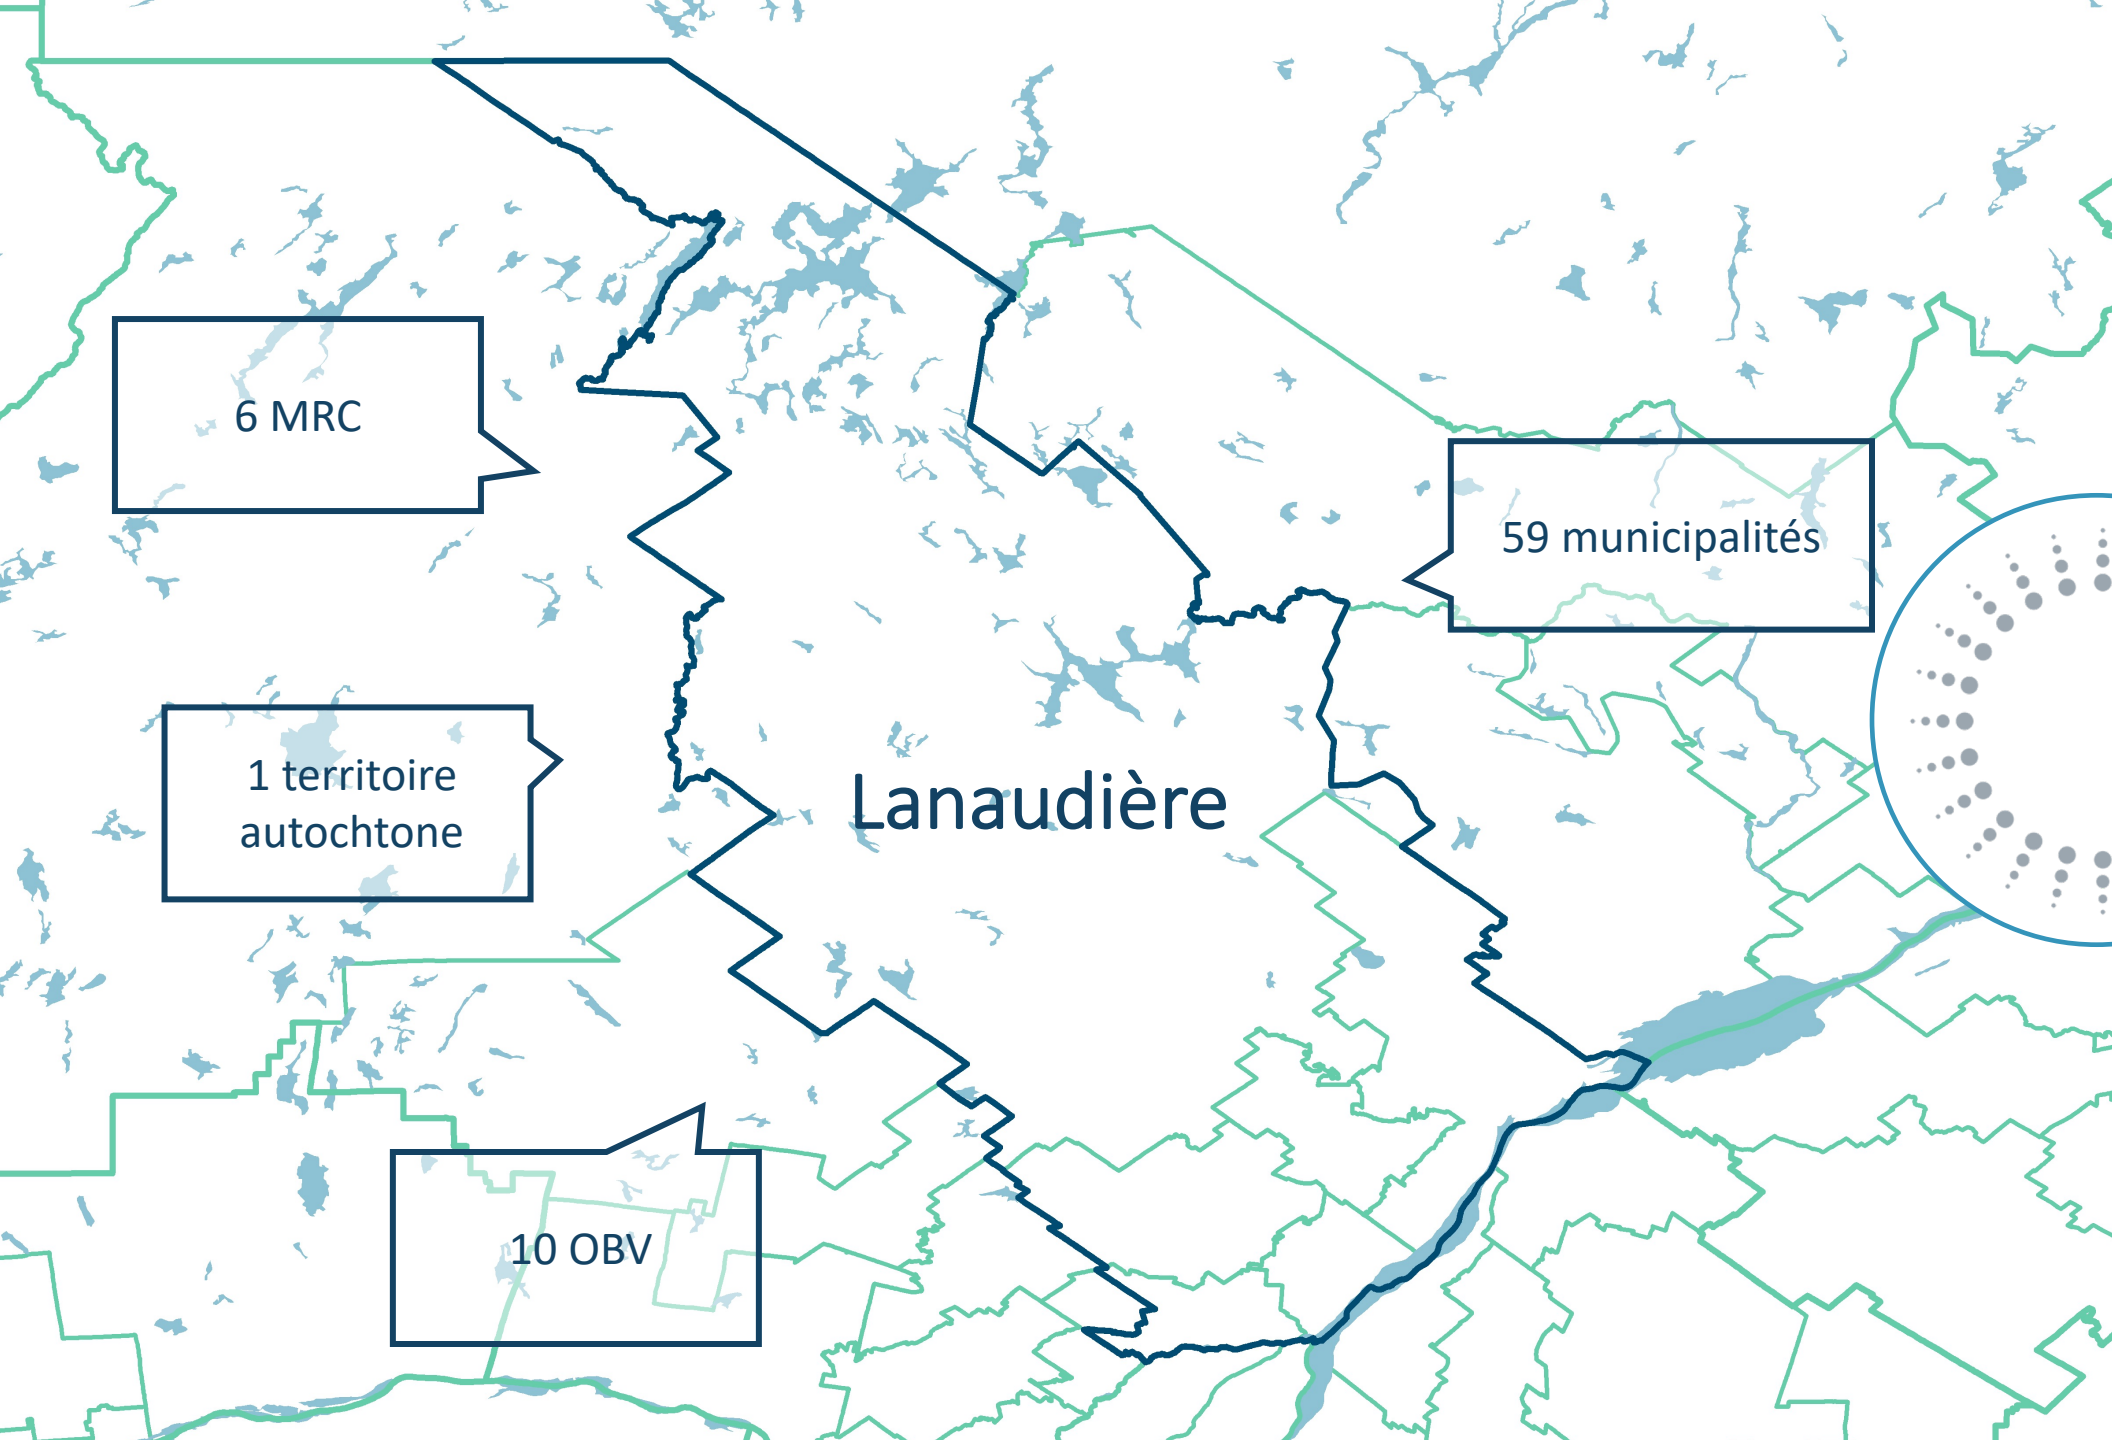 6 MRC
59 municipalités
1 territoire
autochtone
Lanaudière
10 OBV